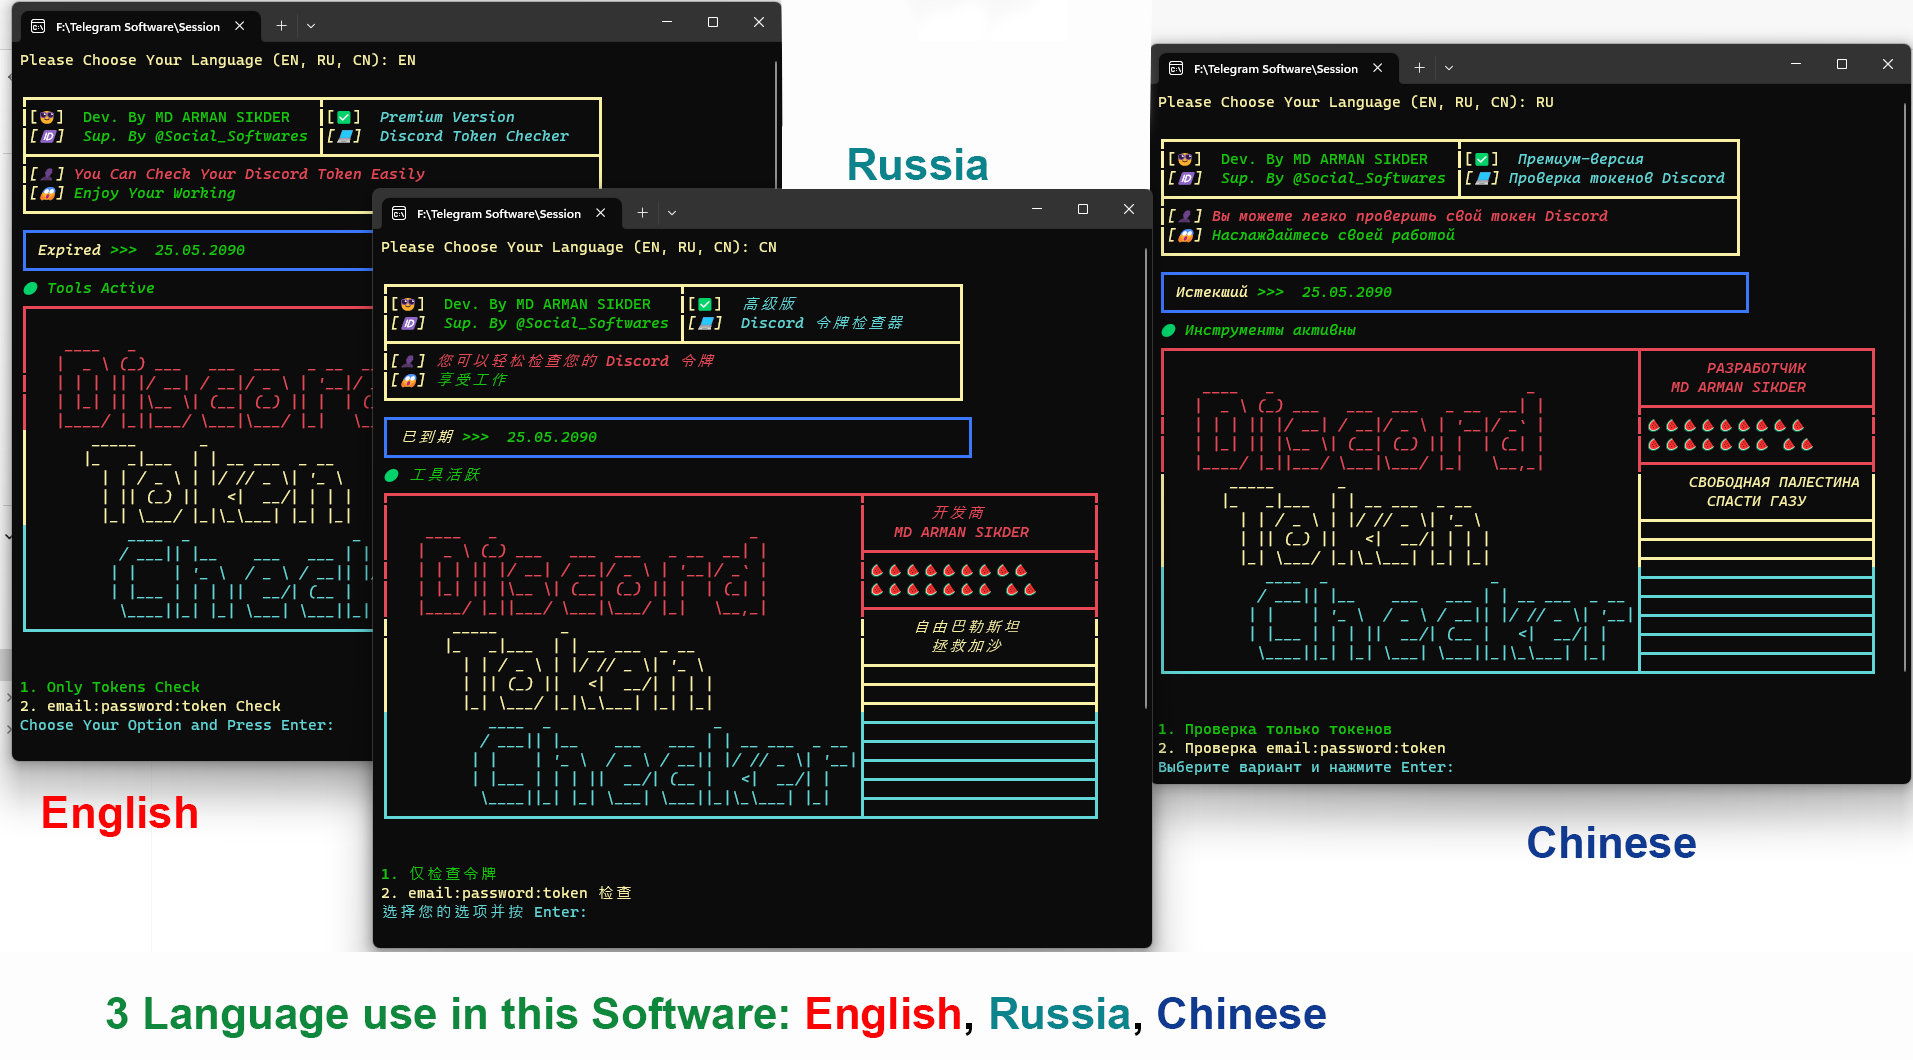 F:\Telegram Software\Session
Please Choose Your Language (EN, RU, CN): EN
[😎] Dev. By MD ARMAN SIKDER [✅] Premium Version
[🆔] Sup. By @Social_Softwares [💻] Discord Token Checker
[👤] You Can Check Your Discord Token Easily
[😱] Enjoy Your Working
Expired >>> 25.05.2090
Tools Active
Discord
Token
Check
1. Only Tokens Check
2. email:password:token Check
Choose Your Option and Press Enter:
English
Russia
F:\Telegram Software\Session
Please Choose Your Language (EN, RU, CN): CN
[😎] Dev. By MD ARMAN SIKDER [✅] 高级版
[🆔] Sup. By @Social_Softwares [💻] Discord 令牌检查器
[👤] 您可以轻松检查您的 Discord 令牌
[😱] 享受工作
已到期 >>> 25.05.2090
工具活跃
Discord
Token
Checker
开发商
MD ARMAN SIKDER
自由巴勒斯坦
拯救加沙
1. 仅检查令牌
2. email:password:token 检查
选择您的选项并按 Enter:
F:\Telegram Software\Session
Please Choose Your Language (EN, RU, CN): RU
[😎] Dev. By MD ARMAN SIKDER [✅] Премиум-версия
[🆔] Sup. By @Social_Softwares [💻] Проверка токенов Discord
[👤] Вы можете легко проверить свой токен Discord
[😱] Наслаждайтесь своей работой
Истекший >>> 25.05.2090
Инструменты активны
Discord
Token
Checker
РАЗРАБОТЧИК
MD ARMAN SIKDER
СВОБОДНАЯ ПАЛЕСТИНА
СПАСТИ ГАЗУ
1. Проверка только токенов
2. Проверка email:password:token
Выберите вариант и нажмите Enter:
Chinese
3 Language use in this Software: English, Russia, Chinese